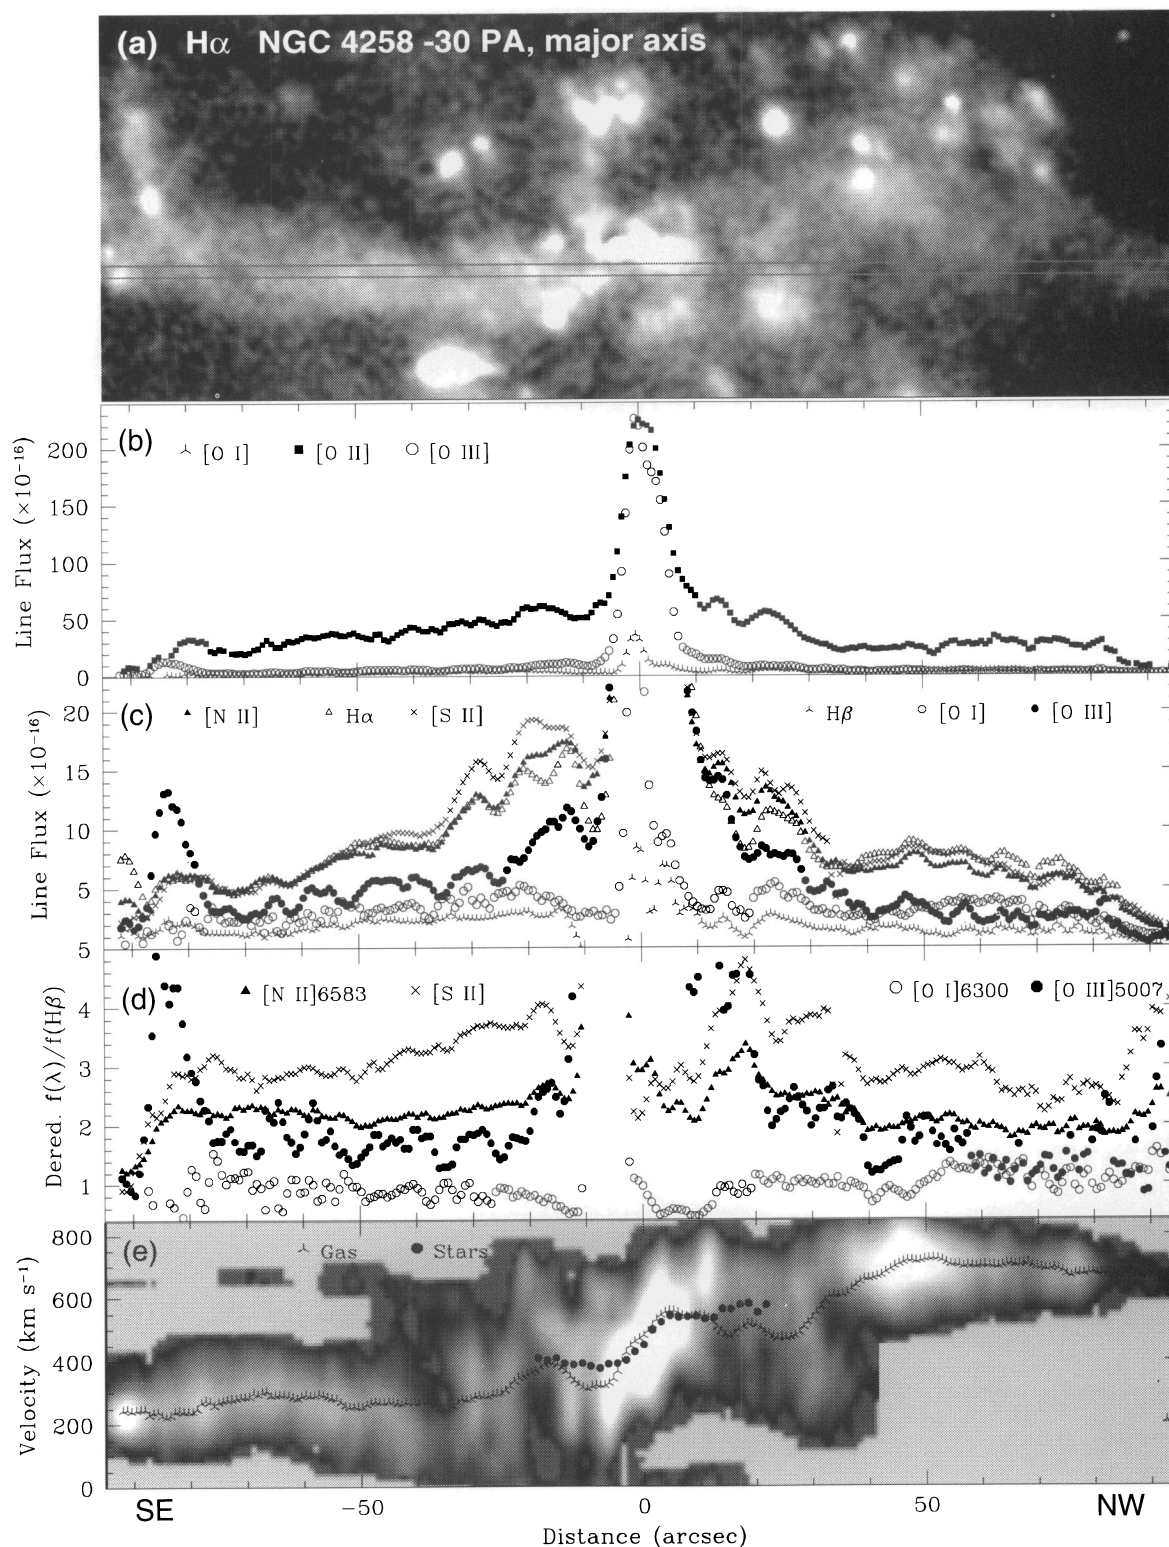 (a) Hα NGC 4258 -30 PA, major axis
(b) [O I] [O II] [O III]
Line Flux (×10⁻¹⁶)
200
150
100
50
0
(c) [N II] Hα [S II] Hβ [O I] [O III]
Line Flux (×10⁻¹⁶)
20
15
10
5
5
(d) [N II]6583 [S II] [O I]6300 [O III]5007
Dered. f(λ)/f(Hβ)
4
3
2
1
(e) Gas Stars
Velocity (km s⁻¹)
800
600
400
200
0
SE −50 0 50 NW
Distance (arcsec)